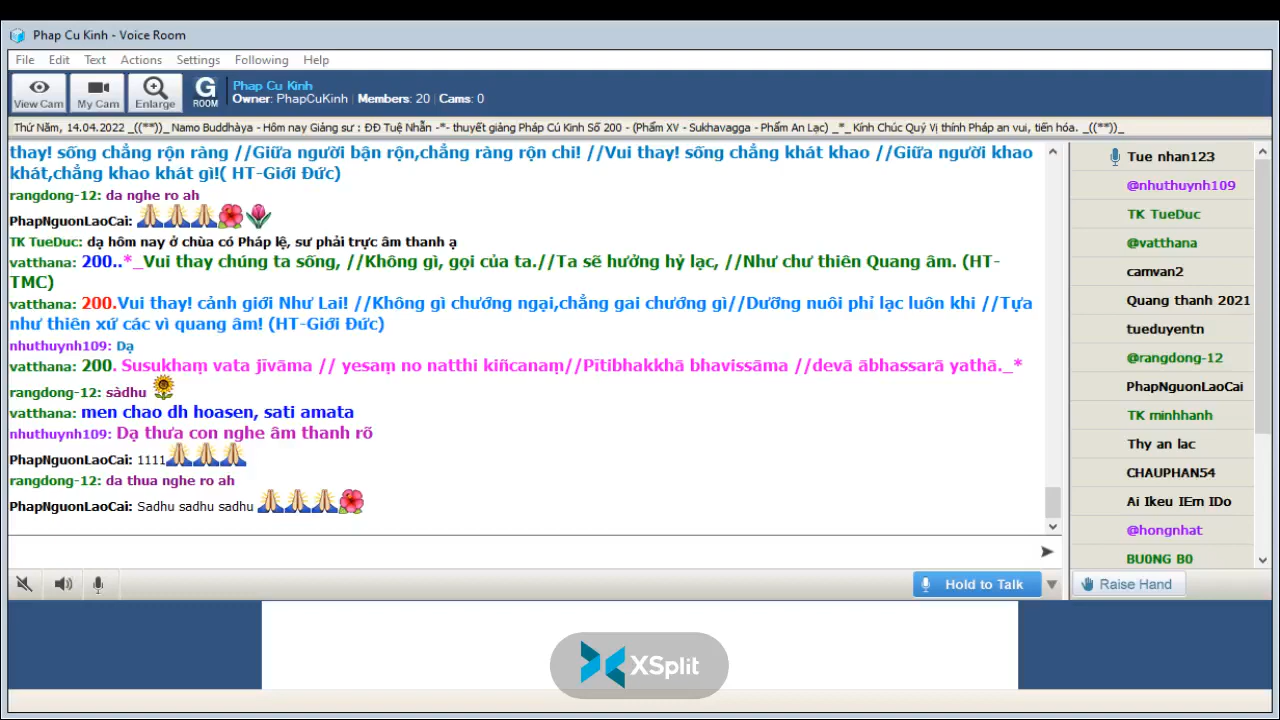 Phap Cu Kinh - Voice Room
File Edit Text Actions Settings Following Help
View Cam My Cam Enlarge G ROOM
Phap Cu Kinh
Owner: PhapCuKinh | Members: 20 | Cams: 0
Thứ Năm, 14.04.2022 _((**))_ Namo Buddhàya - Hôm nay Giảng sư : ĐĐ Tuệ Nhẫn -*- thuyết giảng Pháp Cú Kinh Số 200 - (Phẩm XV - Sukhavagga - Phẩm An Lạc) _*_ Kính Chúc Quý Vị thính Pháp an vui, tiến hóa. _((**))_
thay! sống chẳng rộn ràng //Giữa người bận rộn,chẳng ràng rộn chi! //Vui thay! sống chẳng khát khao //Giữa người khao
khát,chẳng khao khát gì!( HT-Giới Đức)
rangdong-12: da nghe ro ah
PhapNguonLaoCai:
TK TueDuc: dạ hôm nay ở chùa có Pháp lệ, sư phải trực âm thanh ạ
vatthana: 200..*_Vui thay chúng ta sống, //Không gì, gọi của ta.//Ta sẽ hưởng hỷ lạc, //Như chư thiên Quang âm. (HT-
TMC)
vatthana: 200.Vui thay! cảnh giới Như Lai! //Không gì chướng ngại,chẳng gai chướng gì//Dưỡng nuôi phỉ lạc luôn khi //Tựa
như thiên xứ các vì quang âm! (HT-Giới Đức)
nhuthuynh109: Dạ
vatthana: 200. Susukhaṃ vata jīvāma // yesaṃ no natthi kiñcanaṃ//Pītibhakkhā bhavissāma //devā ābhassarā yathā._*
rangdong-12: sàdhu
vatthana: men chao dh hoasen, sati amata
nhuthuynh109: Dạ thưa con nghe âm thanh rõ
PhapNguonLaoCai: 1111
rangdong-12: da thua nghe ro ah
PhapNguonLaoCai: Sadhu sadhu sadhu
Tue nhan123
@nhuthuynh109
TK TueDuc
@vatthana
camvan2
Quang thanh 2021
tueduyentn
@rangdong-12
PhapNguonLaoCai
TK minhhanh
Thy an lac
CHAUPHAN54
Ai Ikeu IEm IDo
@hongnhat
BU0NG B0
Hold to Talk
Raise Hand
XSplit